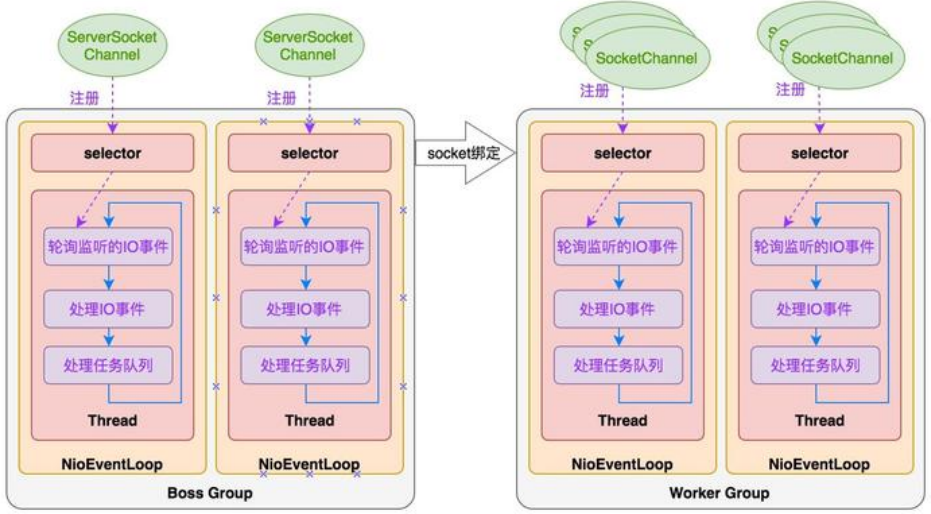 ServerSocket
Channel
ServerSocket
Channel
SocketChannel
SocketChannel
注册
注册
注册
注册
selector
selector
socket绑定
selector
selector
轮询监听的IO事件
轮询监听的IO事件
轮询监听的IO事件
轮询监听的IO事件
处理IO事件
处理IO事件
处理IO事件
处理IO事件
处理任务队列
处理任务队列
处理任务队列
处理任务队列
Thread
Thread
Thread
Thread
NioEventLoop
NioEventLoop
NioEventLoop
NioEventLoop
Boss Group
Worker Group